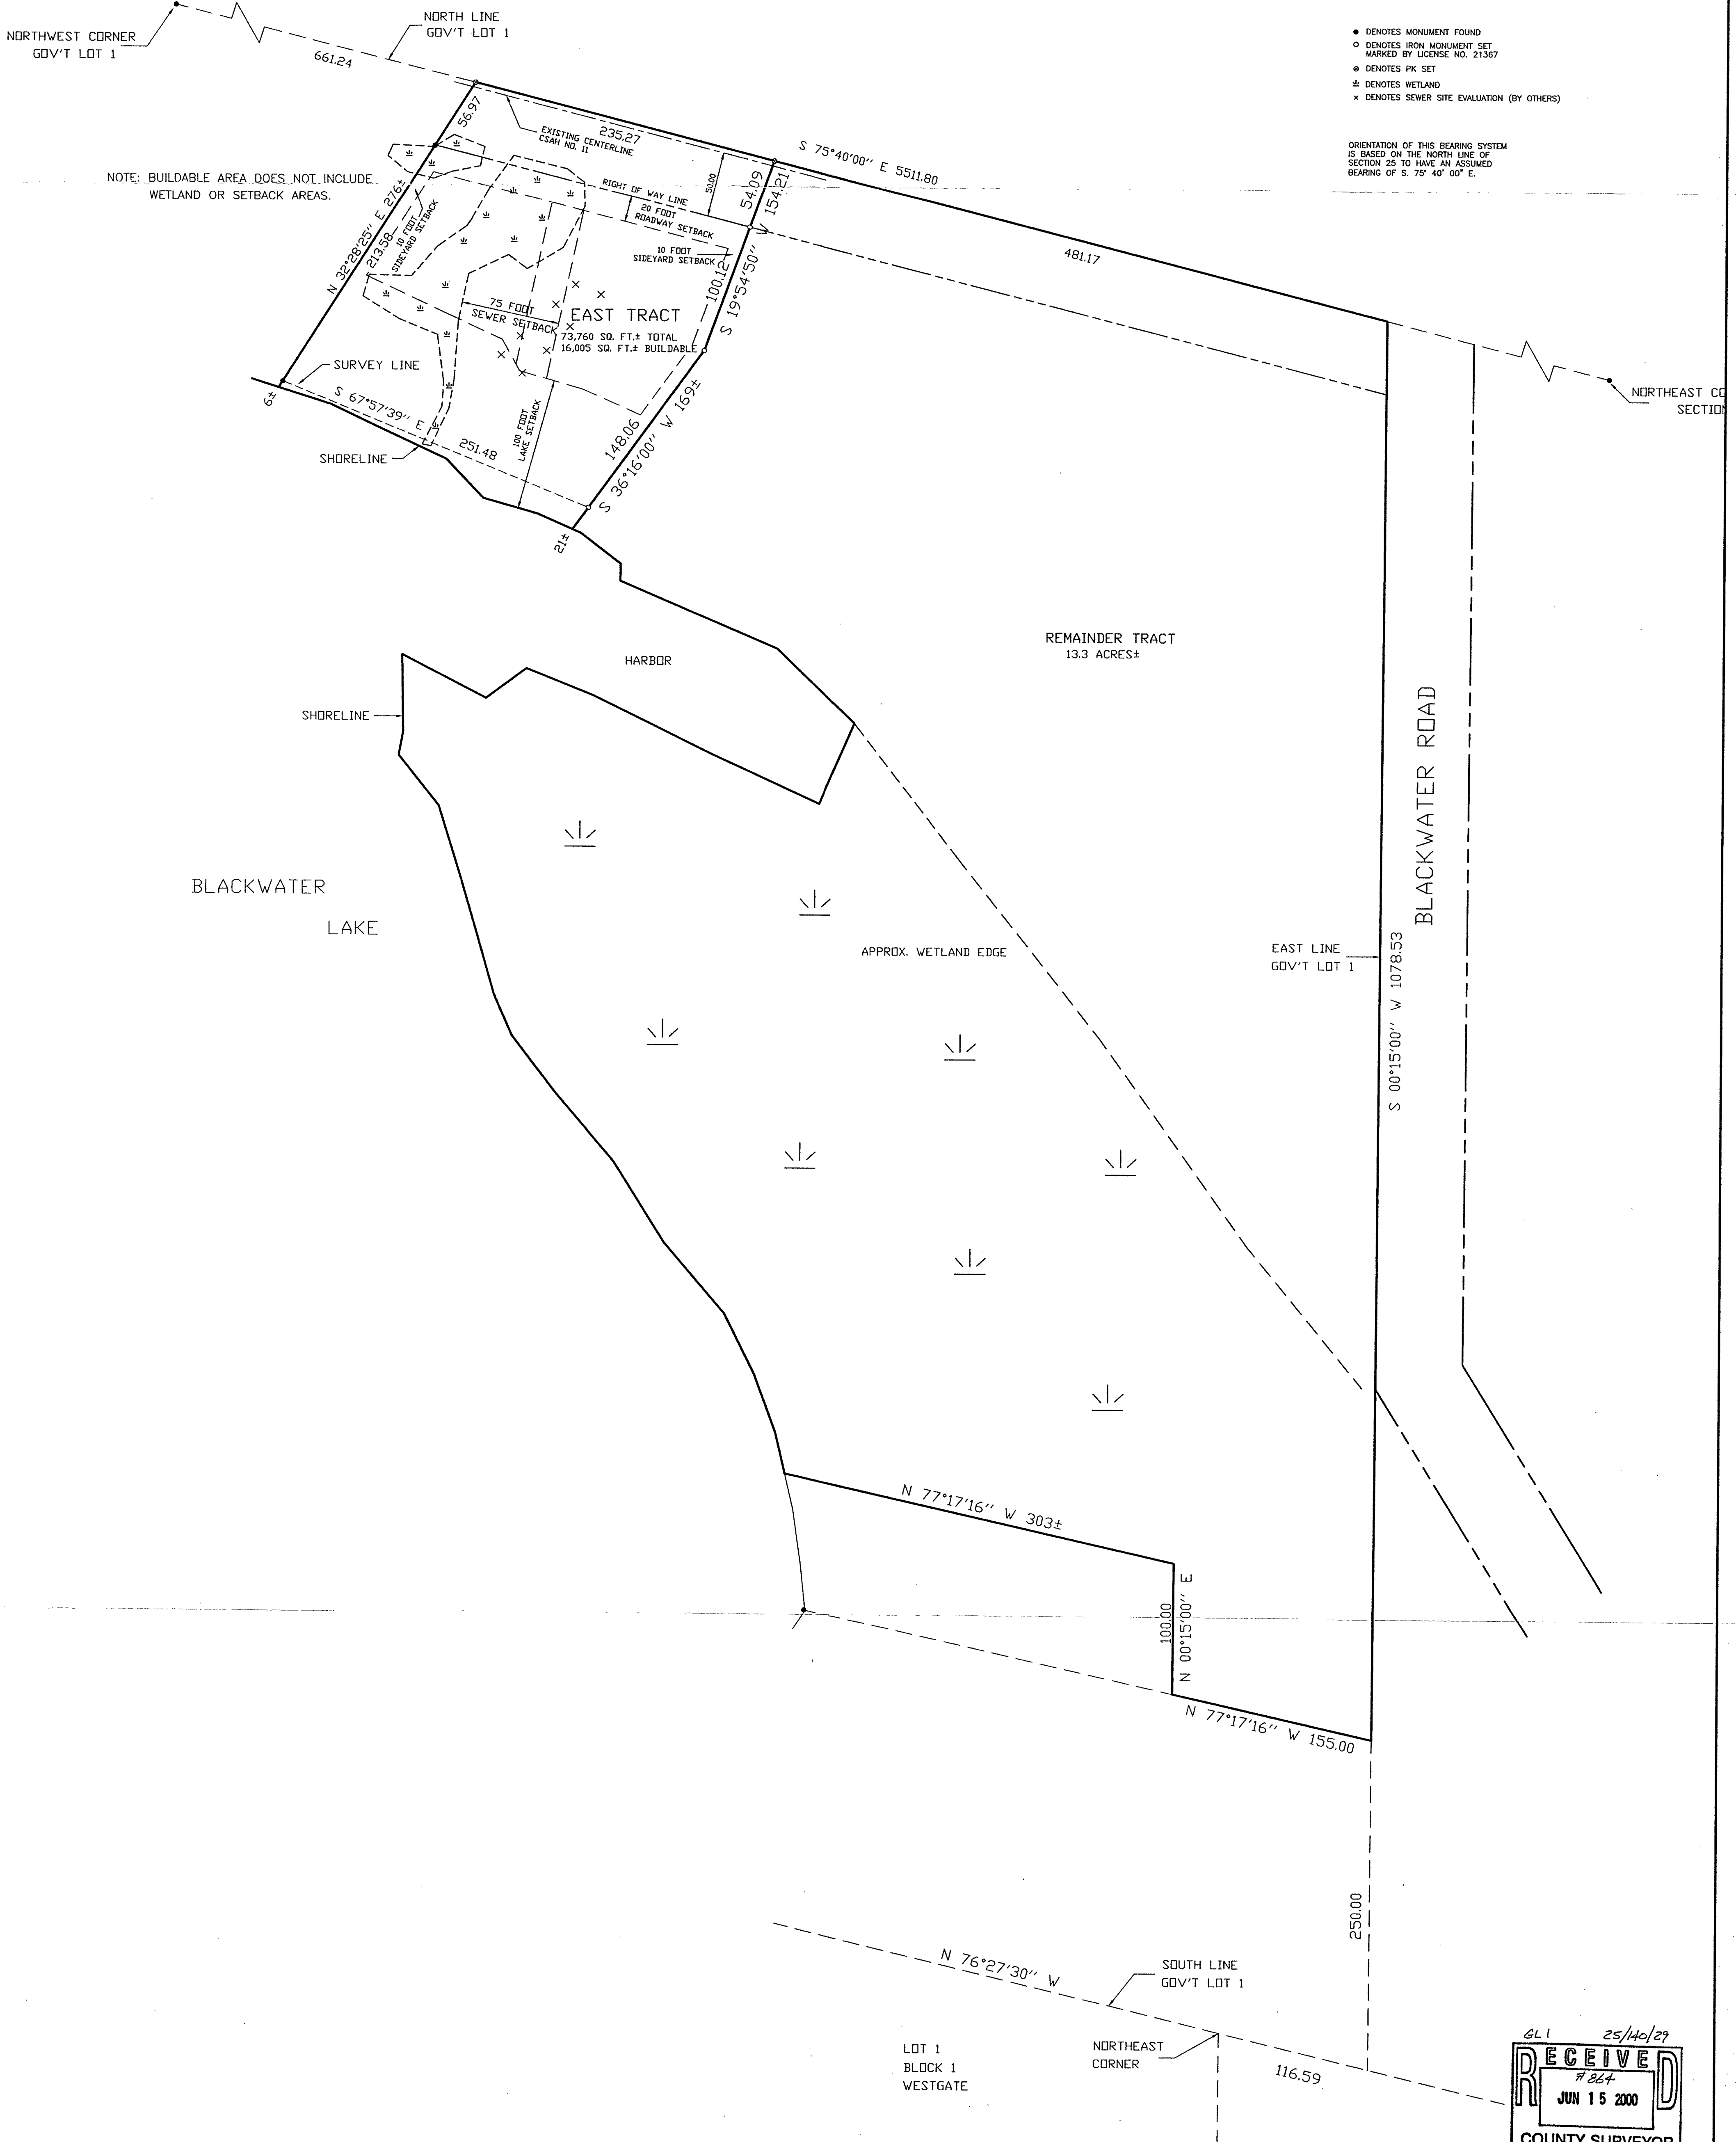 NORTHWEST CORNER
GOV'T LOT 1
NORTH LINE
GOV'T LOT 1
661.24
● DENOTES MONUMENT FOUND
○ DENOTES IRON MONUMENT SET
MARKED BY LICENSE NO. 21367
DENOTES PK SET
DENOTES WETLAND
× DENOTES SEWER SITE EVALUATION (BY OTHERS)
ORIENTATION OF THIS BEARING SYSTEM
IS BASED ON THE NORTH LINE OF
SECTION 25 TO HAVE AN ASSUMED
BEARING OF S. 75° 40' 00" E.
NOTE: BUILDABLE AREA DOES NOT INCLUDE
WETLAND OR SETBACK AREAS.
56.97
EXISTING CENTERLINE
CSAH NO. 11
235.27
S 75°40'00'' E 5511.80
RIGHT OF WAY LINE
20 FOOT
ROADWAY SETBACK
50.00
54.09
154.21
10 FOOT
SIDEYARD SETBACK
481.17
N 32°28'25'' E 276±
213.58
10 FOOT
SIDEYARD SETBACK
100.12
S 19°54'50'' W
75 FOOT
SEWER SETBACK
EAST TRACT
73,760 SQ. FT.± TOTAL
16,005 SQ. FT.± BUILDABLE
SURVEY LINE
6±
S 67°57'39'' E
251.48
100 FOOT
LAKE SETBACK
148.06
S 36°16'00'' W 169±
SHORELINE
21±
NORTHEAST CO
SECTION
REMAINDER TRACT
13.3 ACRES±
HARBOR
SHORELINE
BLACKWATER ROAD
BLACKWATER
LAKE
APPROX. WETLAND EDGE
EAST LINE
GOV'T LOT 1
S 00°15'00'' W 1078.53
N 77°17'16'' W 303±
100.00
N 00°15'00'' E
N 77°17'16'' W 155.00
250.00
N 76°27'30'' W
SOUTH LINE
GOV'T LOT 1
LOT 1
BLOCK 1
WESTGATE
NORTHEAST
CORNER
116.59
GL 1 25/140/29
RECEIVED
#864
JUN 15 2000
COUNTY SURVEYOR